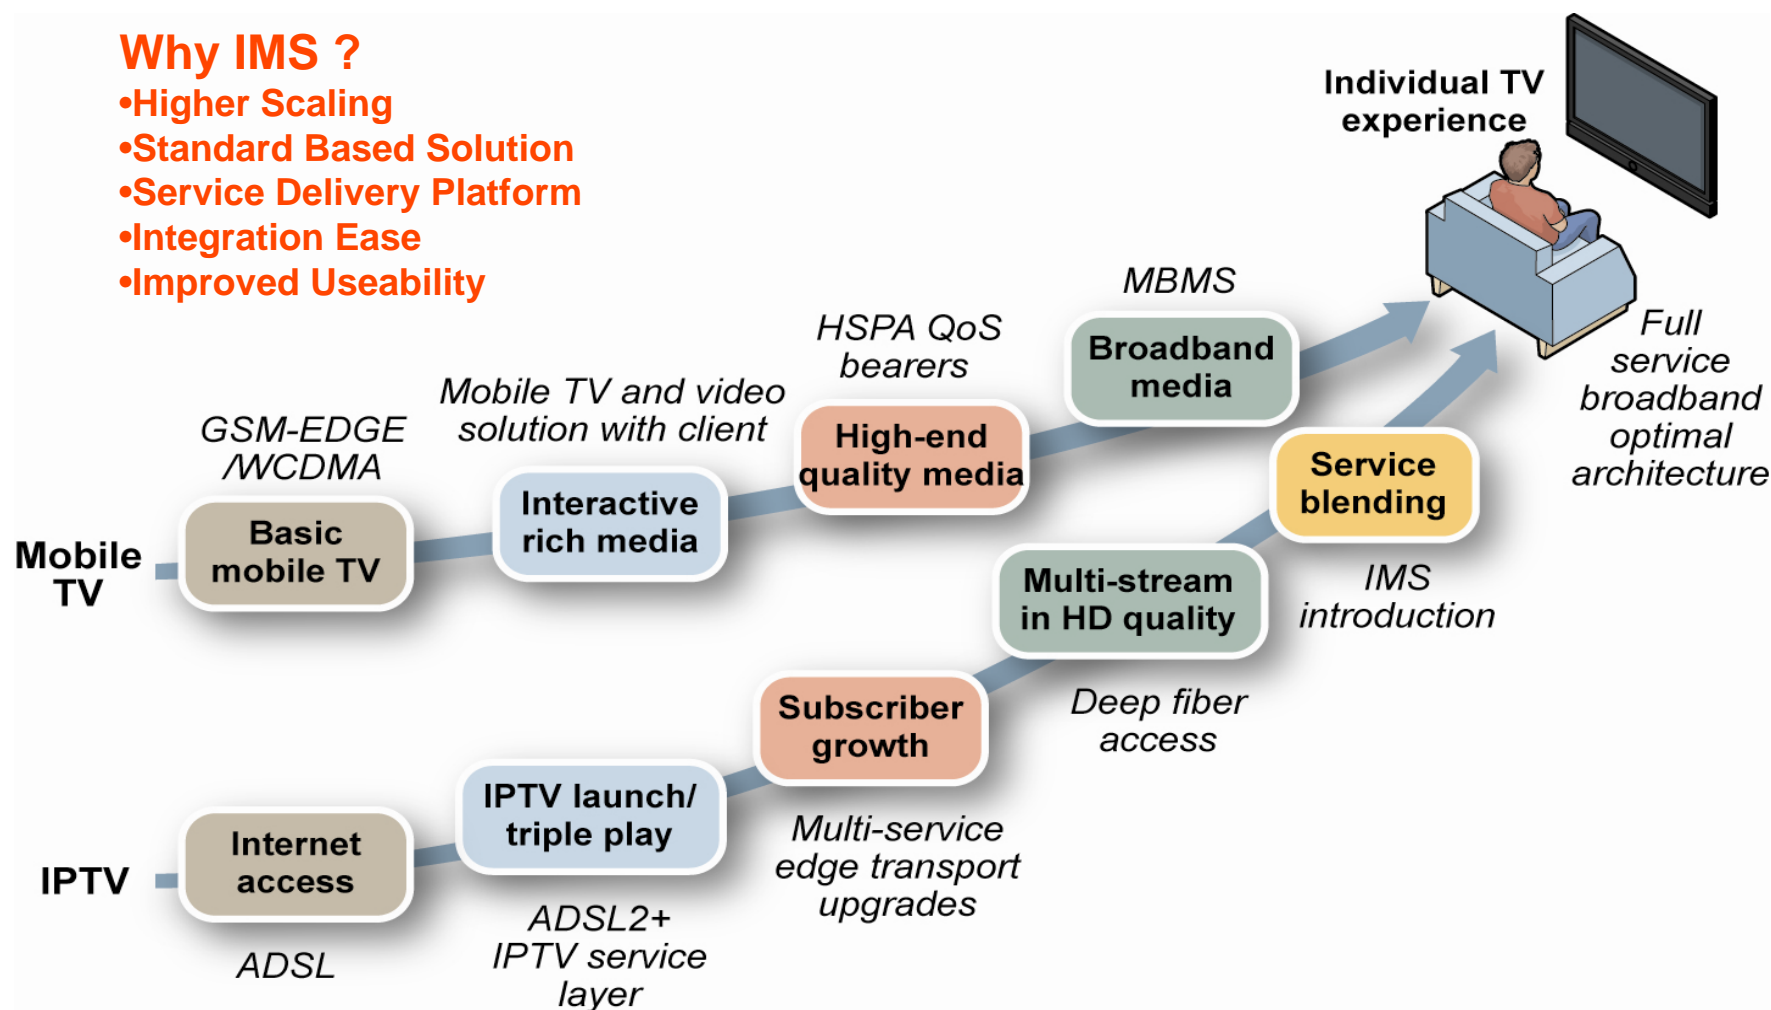 Why IMS ?
•Higher Scaling
•Standard Based Solution
•Service Delivery Platform
•Integration Ease
•Improved Useability
Individual TV
experience
Full
service
broadband
optimal
architecture
Mobile
TV
GSM-EDGE
/WCDMA
Basic
mobile TV
Mobile TV and video
solution with client
Interactive
rich media
HSPA QoS
bearers
High-end
quality media
MBMS
Broadband
media
IPTV
Internet
access
ADSL
IPTV launch/
triple play
ADSL2+
IPTV service
layer
Subscriber
growth
Multi-service
edge transport
upgrades
Multi-stream
in HD quality
Deep fiber
access
Service
blending
IMS
introduction